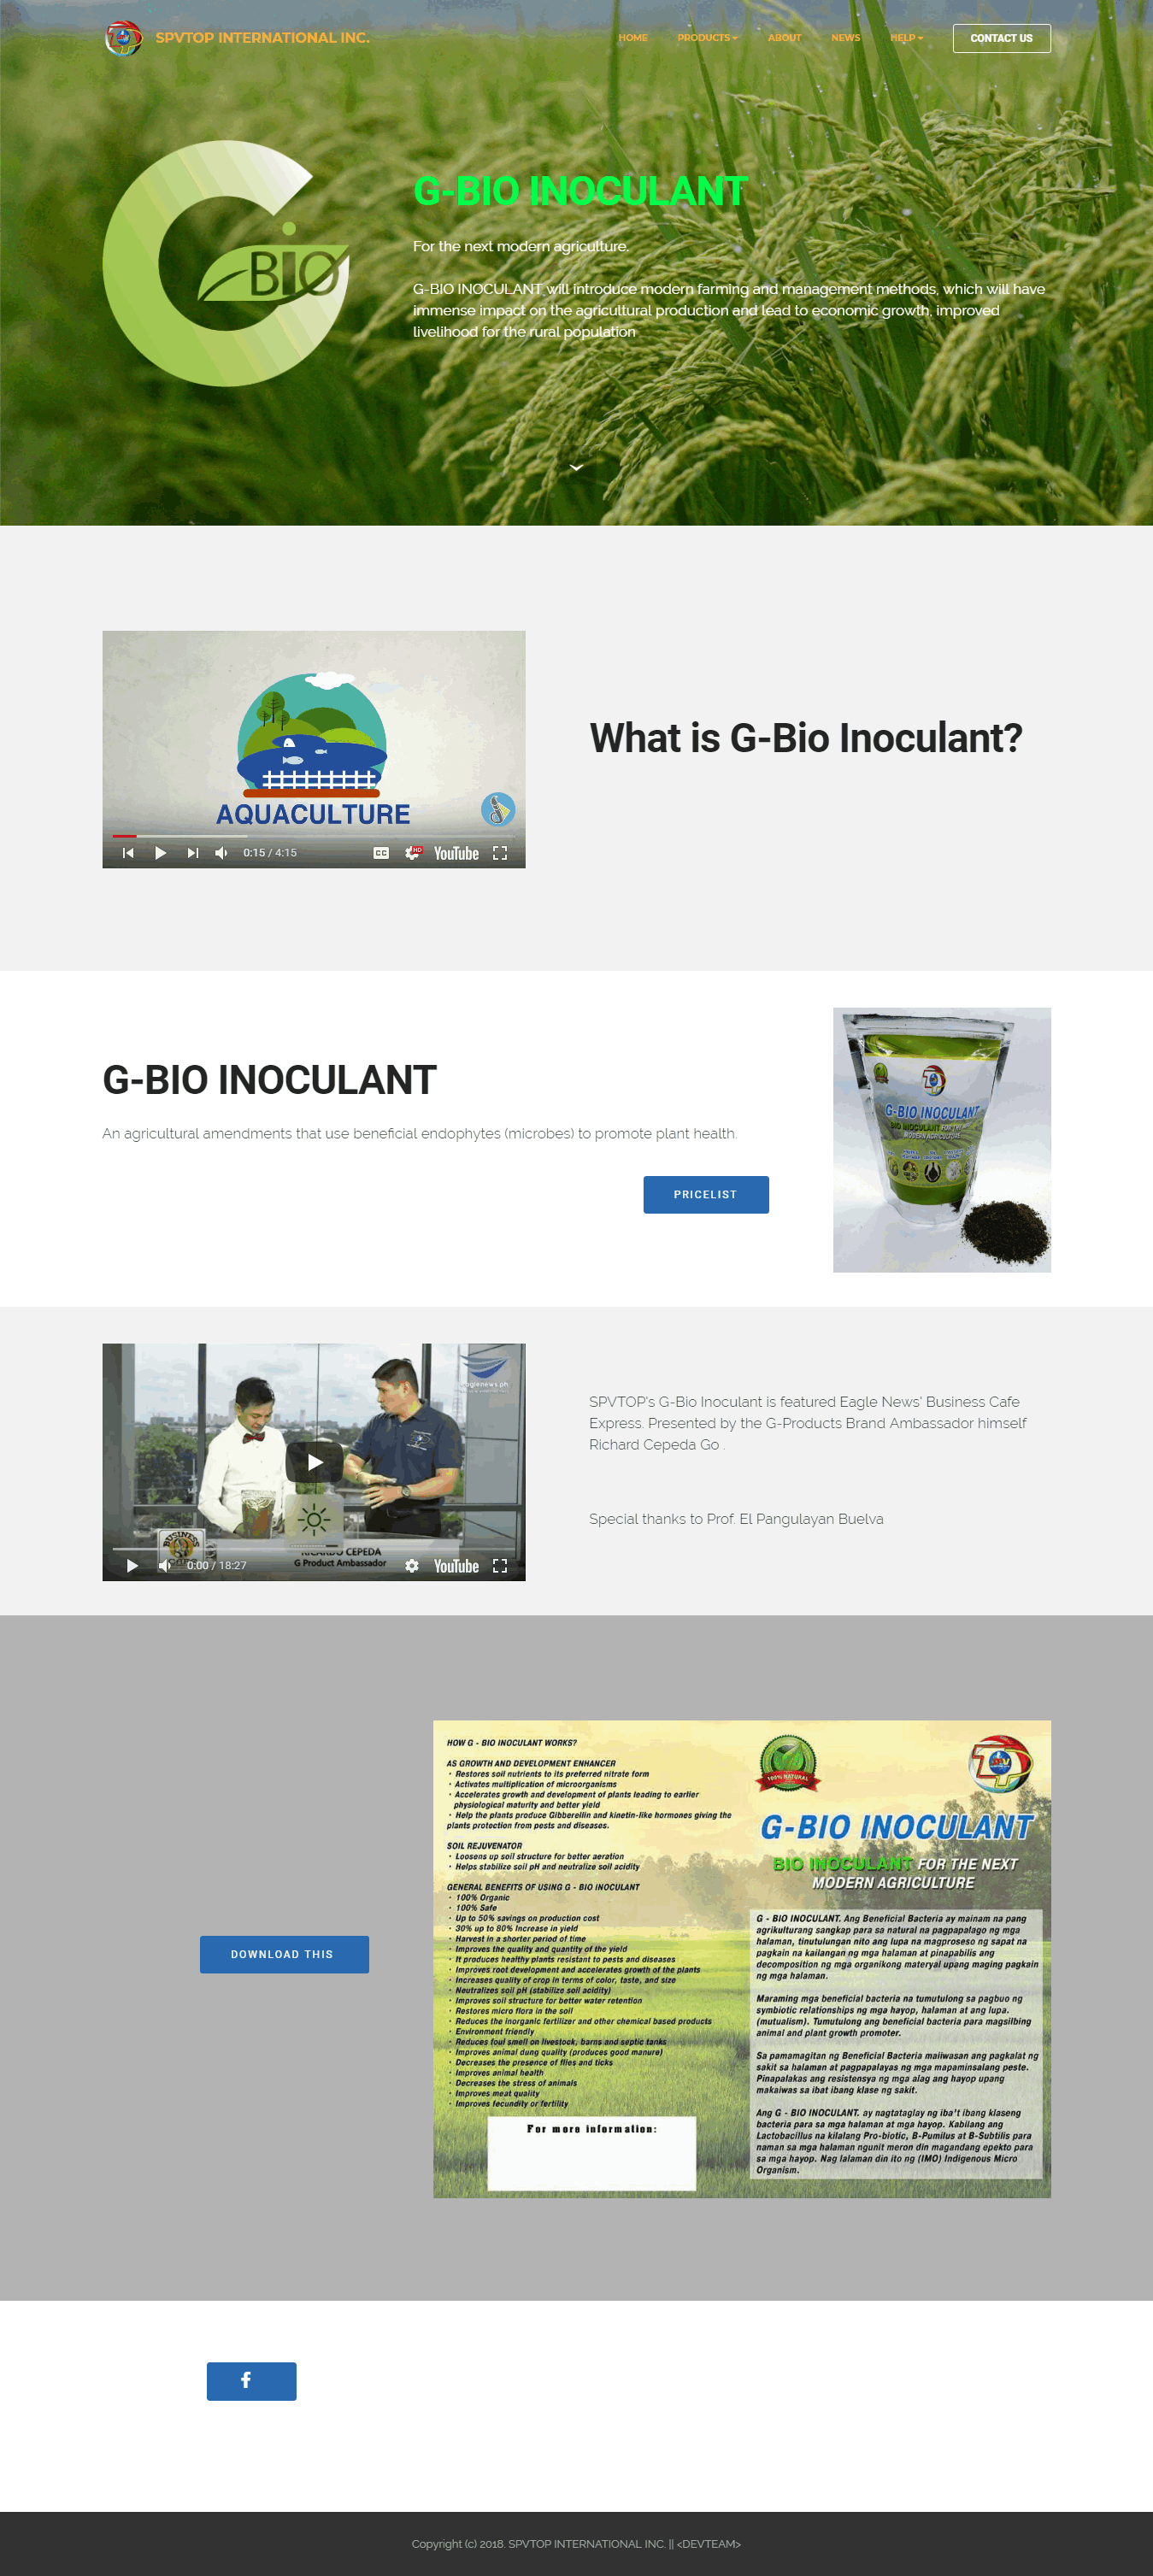 SPVTOP INTERNATIONAL INC.
HOME PRODUCTS ABOUT NEWS HELP CONTACT US
G-BIO INOCULANT
BIO
For the next modern agriculture.
G-BIO INOCULANT will introduce modern farming and management methods, which will have
immense impact on the agricultural production and lead to economic growth, improved
livelihood for the rural population
AQUACULTURE
0:15 / 4:15
CC
HD
YouTube
What is G-Bio Inoculant?
G-BIO INOCULANT
An agricultural amendments that use beneficial endophytes (microbes) to promote plant health.
PRICELIST
G-BIO INOCULANT
BIO INOCULANT FOR THE
MODERN AGRICULTURE
eaglenews.ph
BUSINESS
RICARDO CEPEDA
G Product Ambassador
0:00 / 18:27
YouTube
SPVTOP's G-Bio Inoculant is featured Eagle News' Business Cafe
Express. Presented by the G-Products Brand Ambassador himself
Richard Cepeda Go .
Special thanks to Prof. El Pangulayan Buelva
DOWNLOAD THIS
HOW G - BIO INOCULANT WORKS?
AS GROWTH AND DEVELOPMENT ENHANCER
· Restores soil nutrients to its preferred nitrate form
· Activates multiplication of microorganisms
· Accelerates growth and development of plants leading to earlier
physiological maturity and better yield
· Help the plants produce Gibberellin and kinetin-like hormones giving the
plants protection from pests and diseases.
SOIL REJUVENATOR
· Loosens up soil structure for better aeration
· Helps stabilize soil pH and neutralize soil acidity
GENERAL BENEFITS OF USING G - BIO INOCULANT
· 100% Organic
· 100% Safe
· Up to 50% savings on production cost
· 30% up to 80% Increase in yield
· Harvest in a shorter period of time
· Improves the quality and quantity of the yield
· It produces healthy plants resistant to pests and diseases
· Improves root development and accelerates growth of the plants
· Increases quality of crop in terms of color, taste, and size
· Neutralizes soil pH (stabilize soil acidity)
· Improves soil structure for better water retention
· Restores micro flora in the soil
· Reduces the inorganic fertilizer and other chemical based products
· Environment friendly
· Reduces foul smell on livestock, barns and septic tanks
· Improves animal dung quality (produces good manure)
· Decreases the presence of flies and ticks
· Improves animal health
· Decreases the stress of animals
· Improves meat quality
· Improves fecundity or fertility
For more information:
100% NATURAL
G-BIO INOCULANT
BIO INOCULANT FOR THE NEXT
MODERN AGRICULTURE
G - BIO INOCULANT. Ang Beneficial Bacteria ay mainam na pang
agrikulturang sangkap para sa natural na pagpapalago ng mga
halaman, tinutulungan nito ang lupa na magproseso ng sapat na
pagkain na kailangan ng mga halaman at pinapabilis ang
decomposition ng mga organikong materyal upang maging pagkain
ng mga halaman.
Maraming mga beneficial bacteria na tumutulong sa pagbuo ng
symbiotic relationships ng mga hayop, halaman at ang lupa.
(mutualism). Tumutulong ang beneficial bacteria para magsilbing
animal and plant growth promoter.
Sa pamamagitan ng Beneficial Bacteria maiiwasan ang pagkalat ng
sakit sa halaman at pagpapalayas ng mga mapaminsalang peste.
Pinapalakas ang resistensya ng mga alag ang hayop upang
makaiwas sa ibat ibang klase ng sakit.
Ang G - BIO INOCULANT. ay nagtataglay ng iba't ibang klaseng
bacteria para sa mga halaman at mga hayop. Kabilang ang
Lactobacillus na kilalang Pro-biotic, B-Pumilus at B-Subtilis para
naman sa mga halaman ngunit meron din magandang epekto para
sa mga hayop. Nag lalaman din ito ng (IMO) Indigenous Micro
Organism.
Copyright (c) 2018. SPVTOP INTERNATIONAL INC. || <DEVTEAM>